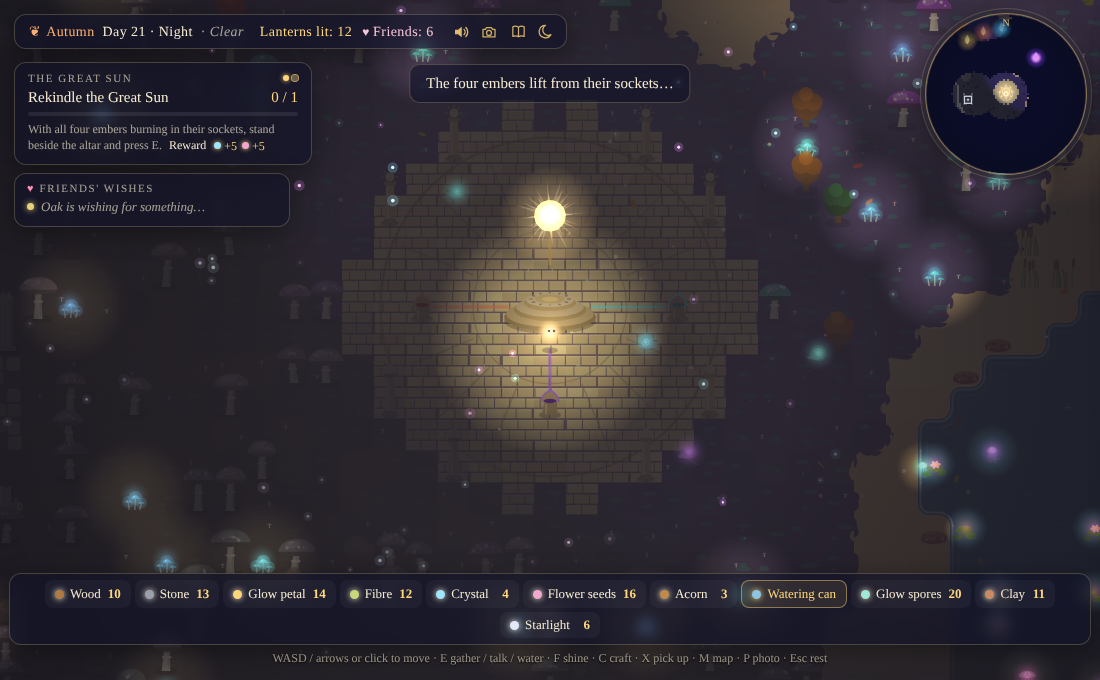 Autumn Day 21 · Night · Clear Lanterns lit: 12 ♥ Friends: 6
THE GREAT SUN
Rekindle the Great Sun 0 / 1
With all four embers burning in their sockets, stand
beside the altar and press E. Reward +5 +5
♥ FRIENDS' WISHES
Oak is wishing for something…
The four embers lift from their sockets…
N
Wood 10 Stone 13 Glow petal 14 Fibre 12 Crystal 4 Flower seeds 16 Acorn 3 Watering can Glow spores 20 Clay 11
Starlight 6
WASD / arrows or click to move · E gather / talk / water · F shine · C craft · X pick up · M map · P photo · Esc rest